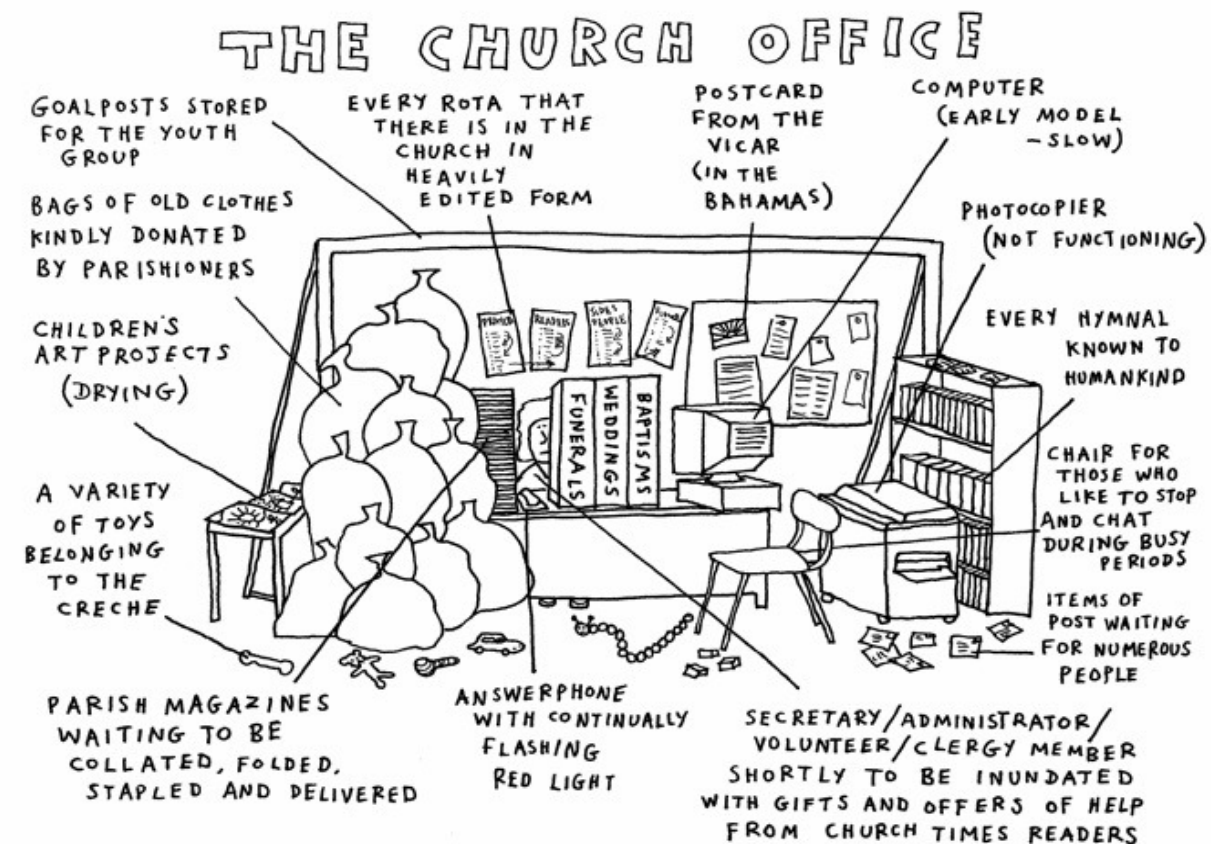 THE CHURCH OFFICE
GOALPOSTS STORED
FOR THE YOUTH
GROUP
EVERY ROTA THAT
THERE IS IN THE
CHURCH IN
HEAVILY
EDITED FORM
POSTCARD
FROM THE
VICAR
(IN THE
BAHAMAS)
COMPUTER
(EARLY MODEL
- SLOW)
BAGS OF OLD CLOTHES
KINDLY DONATED
BY PARISHIONERS
PHOTOCOPIER
(NOT FUNCTIONING)
CHILDREN'S
ART PROJECTS
(DRYING)
EVERY HYMNAL
KNOWN TO
HUMANKIND
READERS
SIDES
PEOPLE
FUNERALS
WEDDINGS
BAPTISMS
CHAIR FOR
THOSE WHO
LIKE TO STOP
AND CHAT
DURING BUSY
PERIODS
A VARIETY
OF TOYS
BELONGING
TO THE
CRECHE
ITEMS OF
POST WAITING
FOR NUMEROUS
PEOPLE
PARISH MAGAZINES
WAITING TO BE
COLLATED, FOLDED,
STAPLED AND DELIVERED
ANSWERPHONE
WITH CONTINUALLY
FLASHING
RED LIGHT
SECRETARY/ADMINISTRATOR/
VOLUNTEER/CLERGY MEMBER
SHORTLY TO BE INUNDATED
WITH GIFTS AND OFFERS OF HELP
FROM CHURCH TIMES READERS